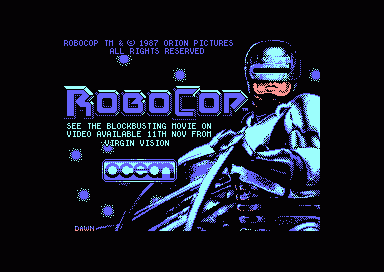 ROBOCOP TM & © 1987 ORION PICTURES
ALL RIGHTS RESERVED
ROBOCOP
SEE THE BLOCKBUSTING MOVIE ON
VIDEO AVAILABLE 11TH NOV FROM
VIRGIN VISION
ocean
DAWN